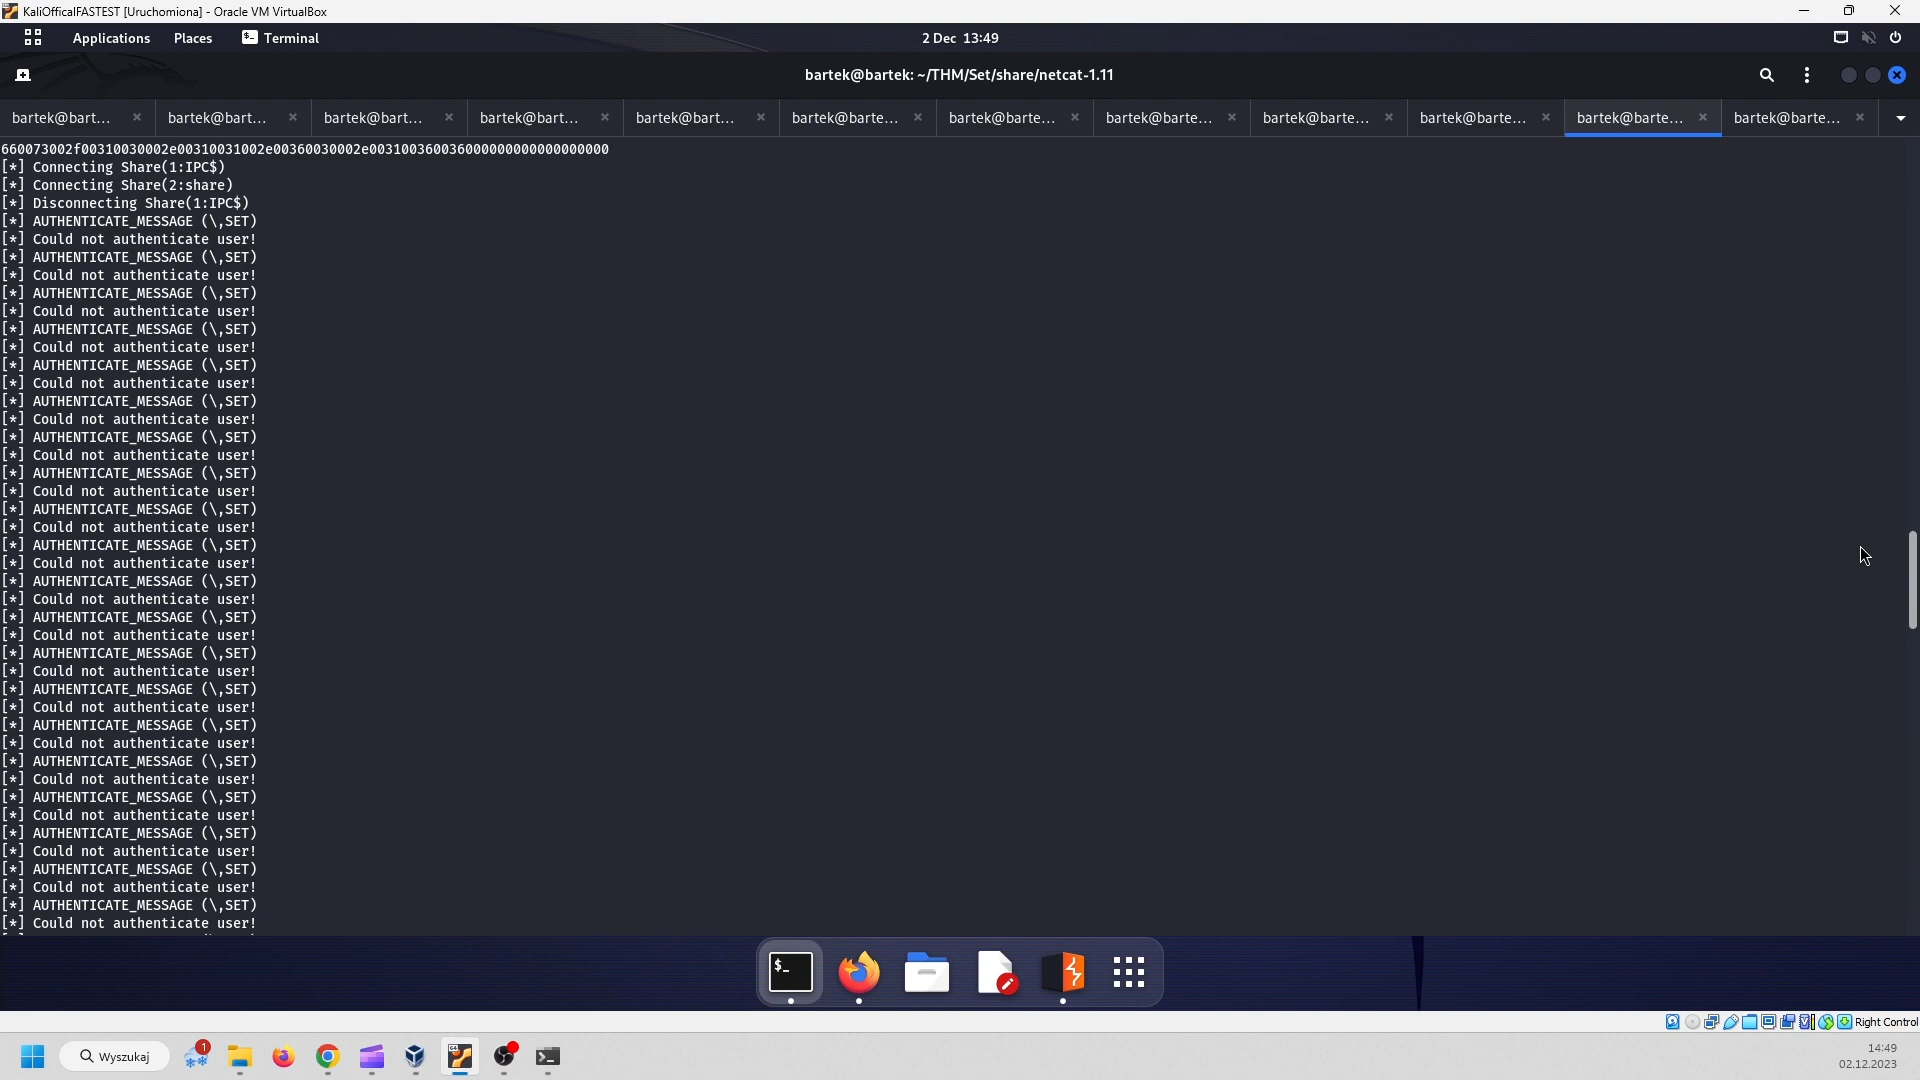 KaliOfficalFASTEST [Uruchomiona] - Oracle VM VirtualBox
Applications Places Terminal 2 Dec 13:49
bartek@bartek: ~/THM/Set/share/netcat-1.11
bartek@bart... bartek@bart... bartek@bart... bartek@bart... bartek@bart... bartek@barte... bartek@barte... bartek@barte... bartek@barte... bartek@barte... bartek@barte... bartek@barte...
660073002f00310030002e00310031002e00360030002e003100360036000000000000000000
[*] Connecting Share(1:IPC$)
[*] Connecting Share(2:share)
[*] Disconnecting Share(1:IPC$)
[*] AUTHENTICATE_MESSAGE (\,SET)
[*] Could not authenticate user!
[*] AUTHENTICATE_MESSAGE (\,SET)
[*] Could not authenticate user!
[*] AUTHENTICATE_MESSAGE (\,SET)
[*] Could not authenticate user!
[*] AUTHENTICATE_MESSAGE (\,SET)
[*] Could not authenticate user!
[*] AUTHENTICATE_MESSAGE (\,SET)
[*] Could not authenticate user!
[*] AUTHENTICATE_MESSAGE (\,SET)
[*] Could not authenticate user!
[*] AUTHENTICATE_MESSAGE (\,SET)
[*] Could not authenticate user!
[*] AUTHENTICATE_MESSAGE (\,SET)
[*] Could not authenticate user!
[*] AUTHENTICATE_MESSAGE (\,SET)
[*] Could not authenticate user!
[*] AUTHENTICATE_MESSAGE (\,SET)
[*] Could not authenticate user!
[*] AUTHENTICATE_MESSAGE (\,SET)
[*] Could not authenticate user!
[*] AUTHENTICATE_MESSAGE (\,SET)
[*] Could not authenticate user!
[*] AUTHENTICATE_MESSAGE (\,SET)
[*] Could not authenticate user!
[*] AUTHENTICATE_MESSAGE (\,SET)
[*] Could not authenticate user!
[*] AUTHENTICATE_MESSAGE (\,SET)
[*] Could not authenticate user!
[*] AUTHENTICATE_MESSAGE (\,SET)
[*] Could not authenticate user!
[*] AUTHENTICATE_MESSAGE (\,SET)
[*] Could not authenticate user!
[*] AUTHENTICATE_MESSAGE (\,SET)
[*] Could not authenticate user!
[*] AUTHENTICATE_MESSAGE (\,SET)
[*] Could not authenticate user!
[*] AUTHENTICATE_MESSAGE (\,SET)
[*] Could not authenticate user!
Right Control
Wyszukaj
1
14:49
02.12.2023